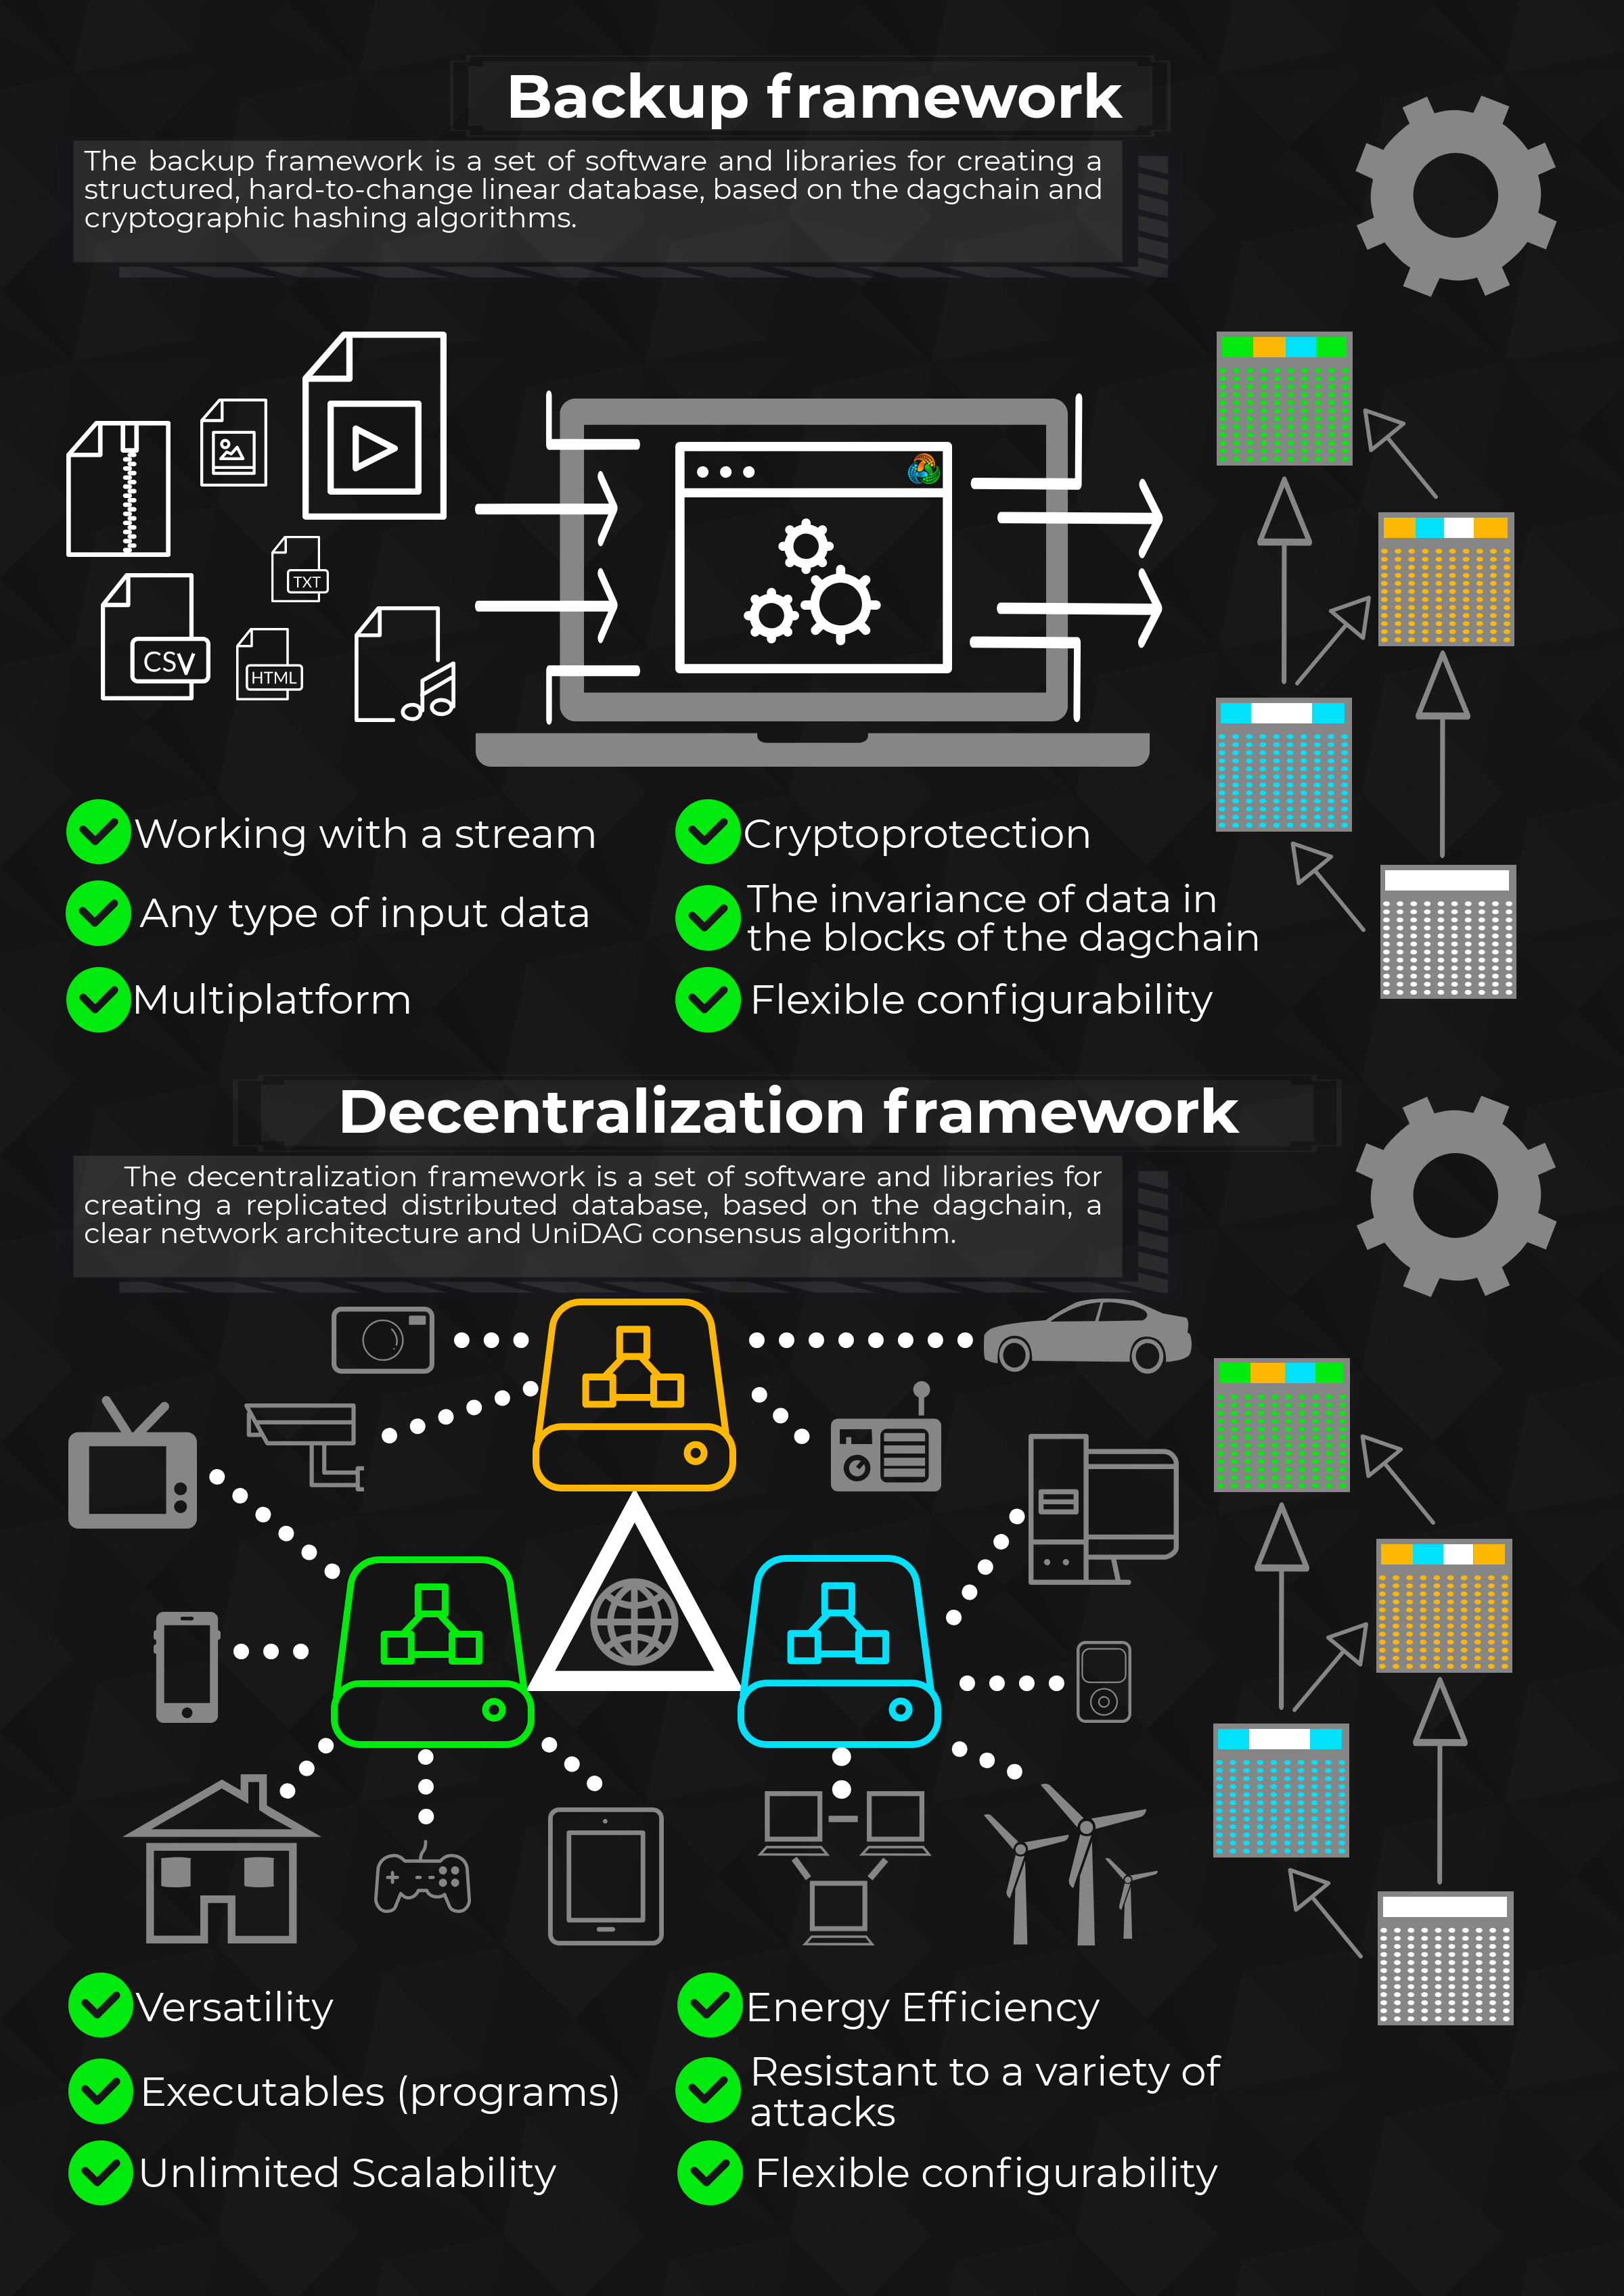 Backup framework
The backup framework is a set of software and libraries for creating a
structured, hard-to-change linear database, based on the dagchain and
cryptographic hashing algorithms.
TXT
CSV
HTML
Working with a stream
Any type of input data
Multiplatform
Cryptoprotection
The invariance of data in
the blocks of the dagchain
Flexible configurability
Decentralization framework
The decentralization framework is a set of software and libraries for
creating a replicated distributed database, based on the dagchain, a
clear network architecture and UniDAG consensus algorithm.
Versatility
Executables (programs)
Unlimited Scalability
Energy Efficiency
Resistant to a variety of
attacks
Flexible configurability